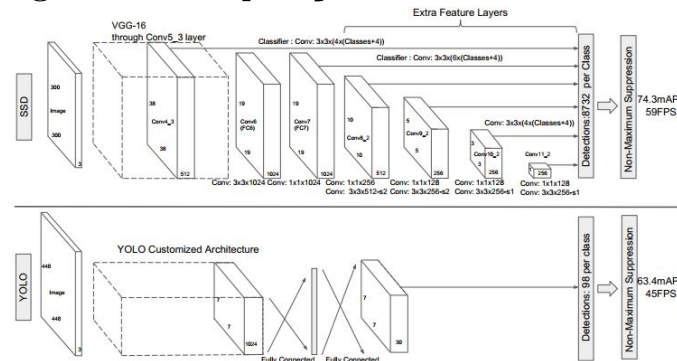 Extra Feature Layers
VGG-16
through Conv5_3 layer
Classifier : Conv: 3x3x(4x(Classes+4))
Classifier : Conv: 3x3x(6x(Classes+4))
SSD
300
Image
300
3
38
Conv4_3
38
512
19
Conv6
(FC6)
19
1024
19
Conv7
(FC7)
19
1024
10
Conv8_2
10
512
5
Conv9_2
5
256
Conv: 3x3x(4x(Classes+4))
3
Conv10_2
3
256
Conv11_2
256
Detections:8732 per Class
Non-Maximum Suppression
74.3mAP
59FPS
Conv: 3x3x1024
Conv: 1x1x1024
Conv: 1x1x256
Conv: 3x3x512-s2
Conv: 1x1x128
Conv: 3x3x256-s2
Conv: 1x1x128
Conv: 3x3x256-s1
Conv: 1x1x128
Conv: 3x3x256-s1
YOLO
448
Image
448
3
YOLO Customized Architecture
7
7
1024
Fully Connected
Fully Connected
7
7
30
Detections: 98 per class
Non-Maximum Suppression
63.4mAP
45FPS